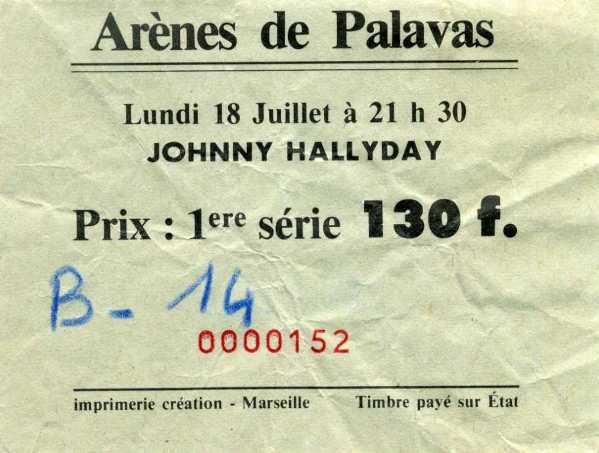 Arènes de Palavas
Lundi 18 Juillet à 21 h 30
JOHNNY HALLYDAY
Prix : 1ere série 130 f.
B - 14
0000152
imprimerie création - Marseille Timbre payé sur État